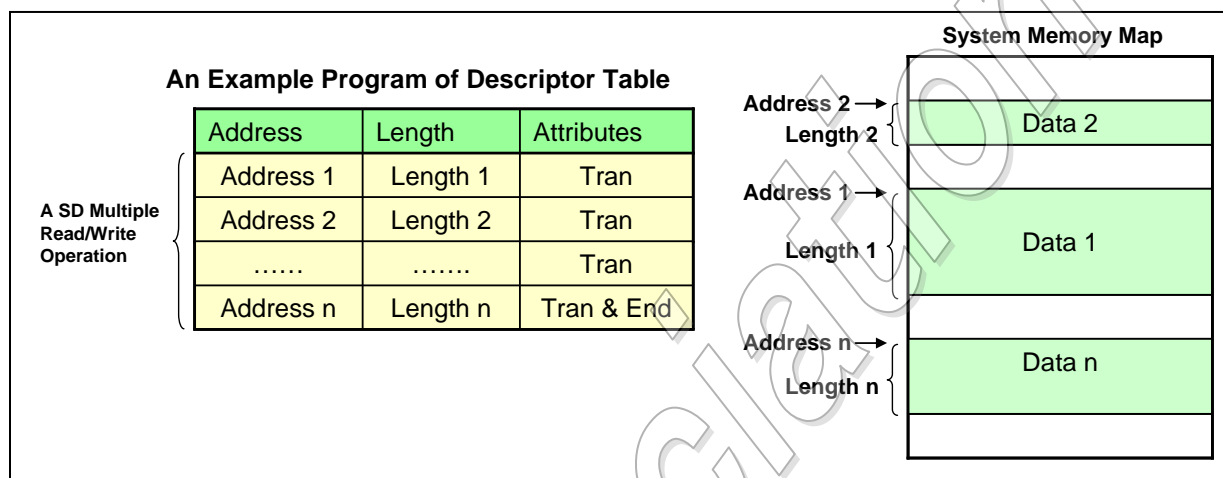 System Memory Map
An Example Program of Descriptor Table
Address Length Attributes
Address 1 Length 1 Tran
Address 2 Length 2 Tran
...... ....... Tran
Address n Length n Tran & End
A SD Multiple
Read/Write
Operation
Address 2
Length 2
Data 2
Address 1
Length 1
Data 1
Address n
Length n
Data n
ciation